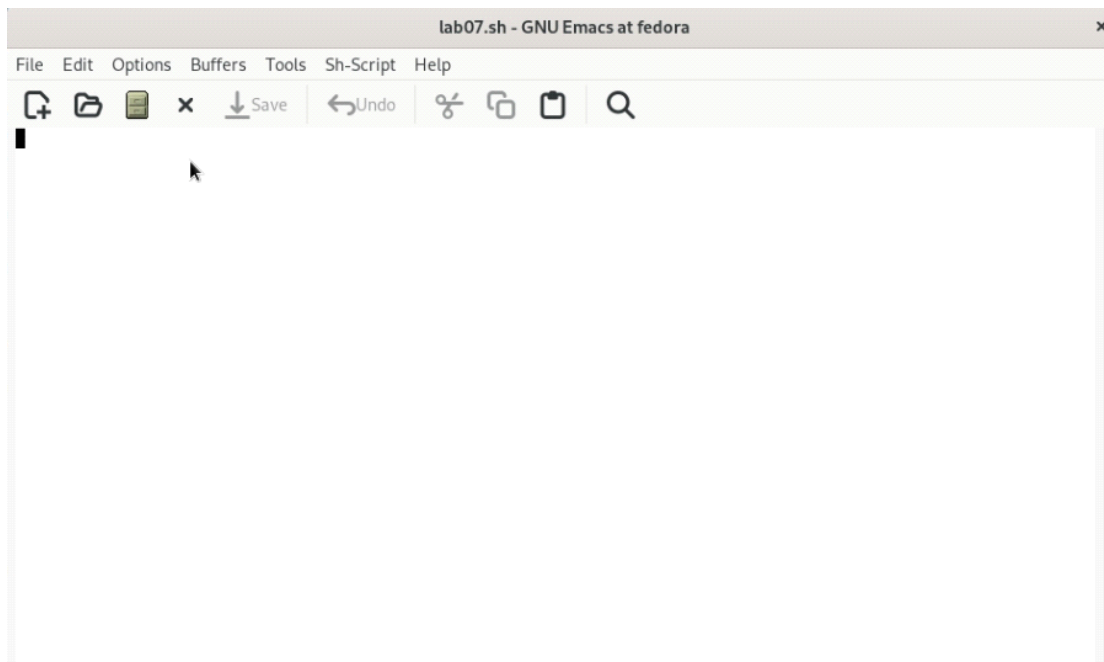 lab07.sh - GNU Emacs at fedora
File Edit Options Buffers Tools Sh-Script Help
Save Undo